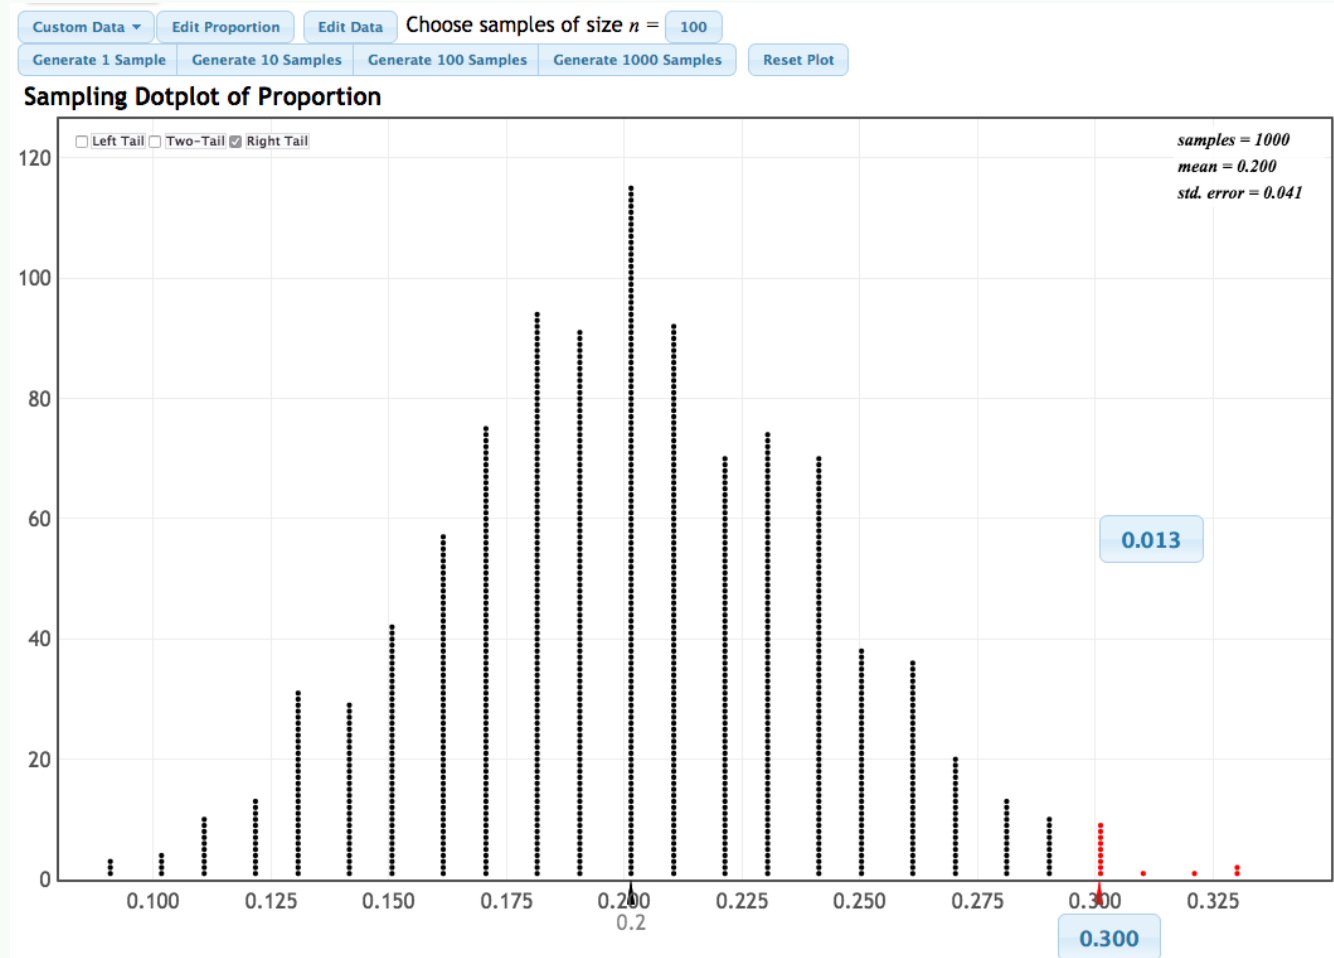 Custom Data Edit Proportion Edit Data Choose samples of size n = 100
Generate 1 Sample Generate 10 Samples Generate 100 Samples Generate 1000 Samples Reset Plot
Sampling Dotplot of Proportion
Left Tail Two-Tail Right Tail
samples = 1000
mean = 0.200
std. error = 0.041
120
100
80
60
40
20
0
0.013
0.100 0.125 0.150 0.175 0.200 0.225 0.250 0.275 0.300 0.325
0.2
0.300